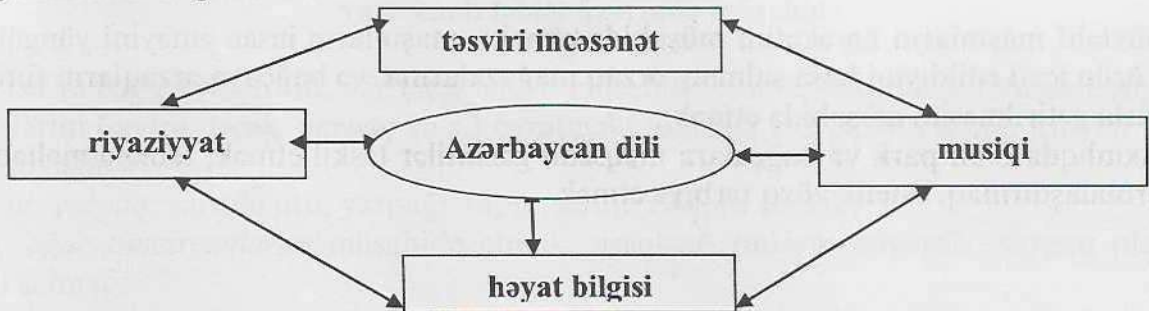 təsviri incəsənət
riyaziyyat
Azərbaycan dili
musiqi
həyat bilgisi